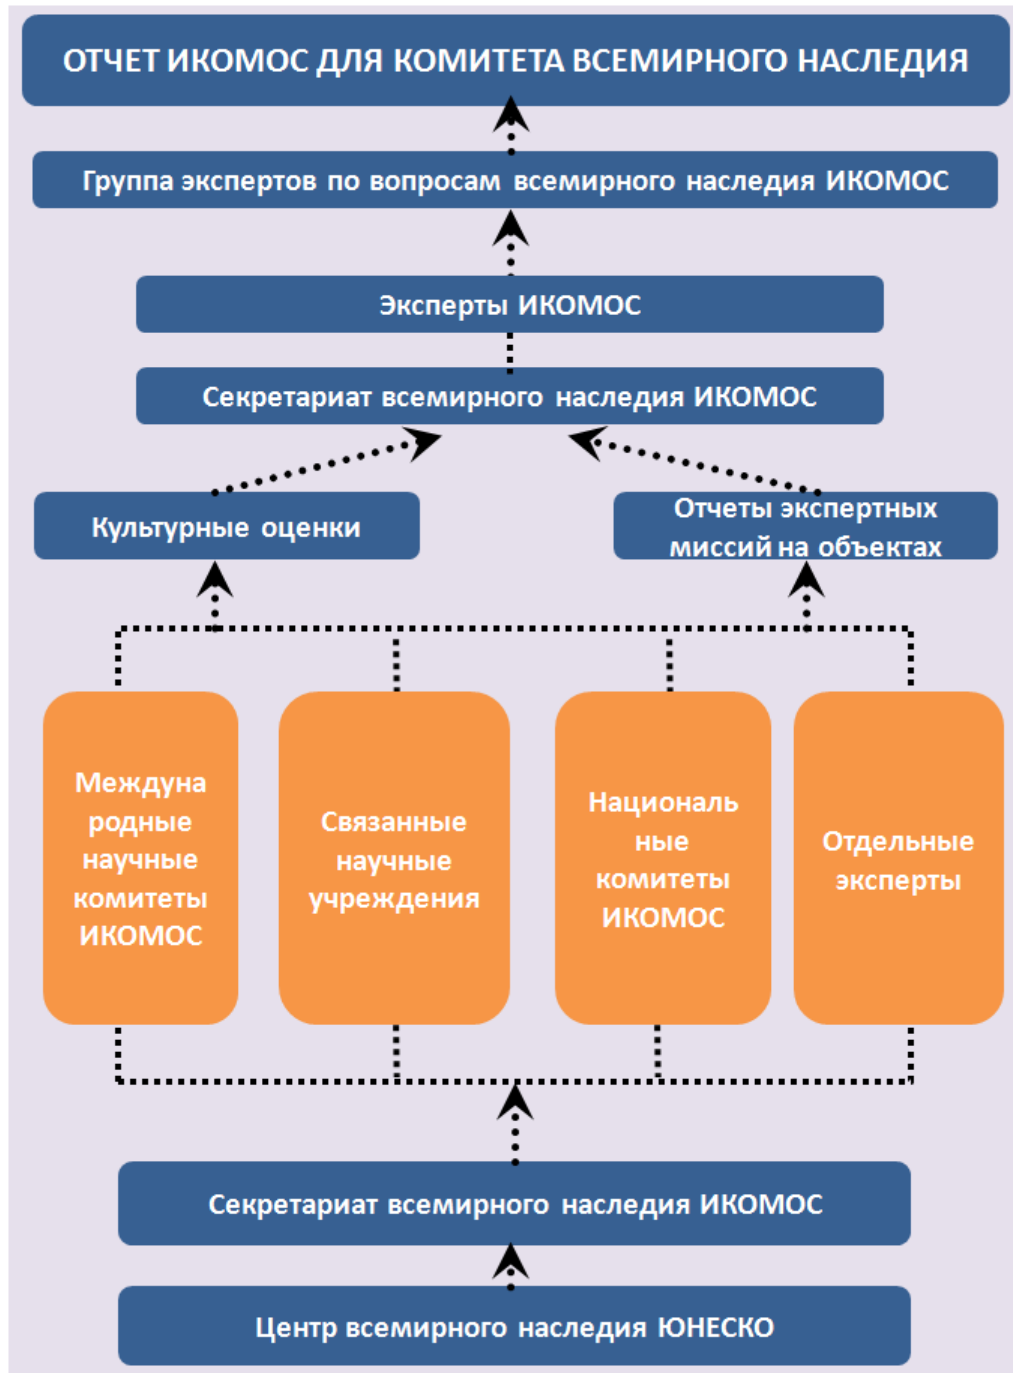 ОТЧЕТ ИКОМОС ДЛЯ КОМИТЕТА ВСЕМИРНОГО НАСЛЕДИЯ
Группа экспертов по вопросам всемирного наследия ИКОМОС
Эксперты ИКОМОС
Секретариат всемирного наследия ИКОМОС
Культурные оценки
Отчеты экспертных
миссий на объектах
Междуна
родные
научные
комитеты
ИКОМОС
Связанные
научные
учреждения
Националь
ные
комитеты
ИКОМОС
Отдельные
эксперты
Секретариат всемирного наследия ИКОМОС
Центр всемирного наследия ЮНЕСКО